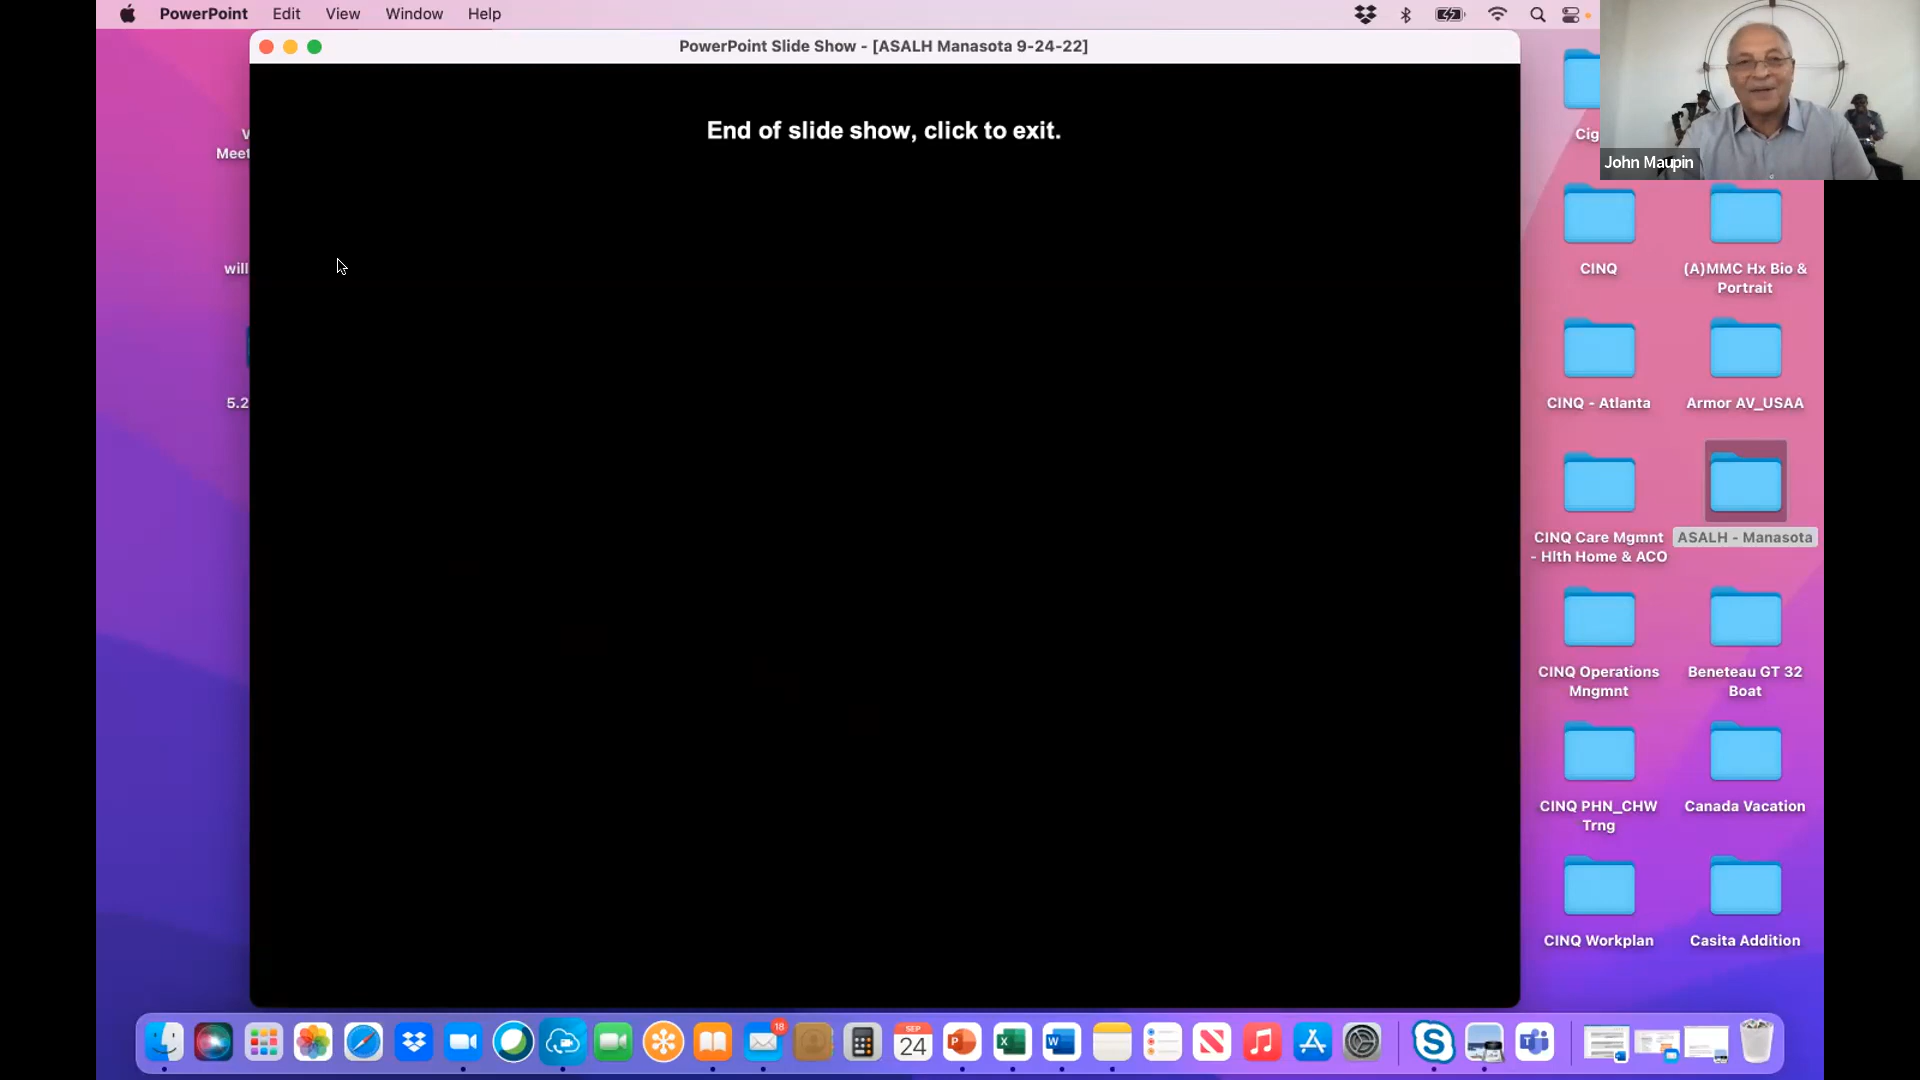 PowerPoint Edit View Window Help
PowerPoint Slide Show - [ASALH Manasota 9-24-22]
End of slide show, click to exit.
John Maupin
V
Meet
will
5.2
Cig
CINQ
(A)MMC Hx Bio &
Portrait
CINQ - Atlanta
Armor AV_USAA
CINQ Care Mgmnt
- Hlth Home & ACO
ASALH - Manasota
CINQ Operations
Mngmnt
Beneteau GT 32
Boat
CINQ PHN_CHW
Trng
Canada Vacation
CINQ Workplan
Casita Addition
18
SEP
24